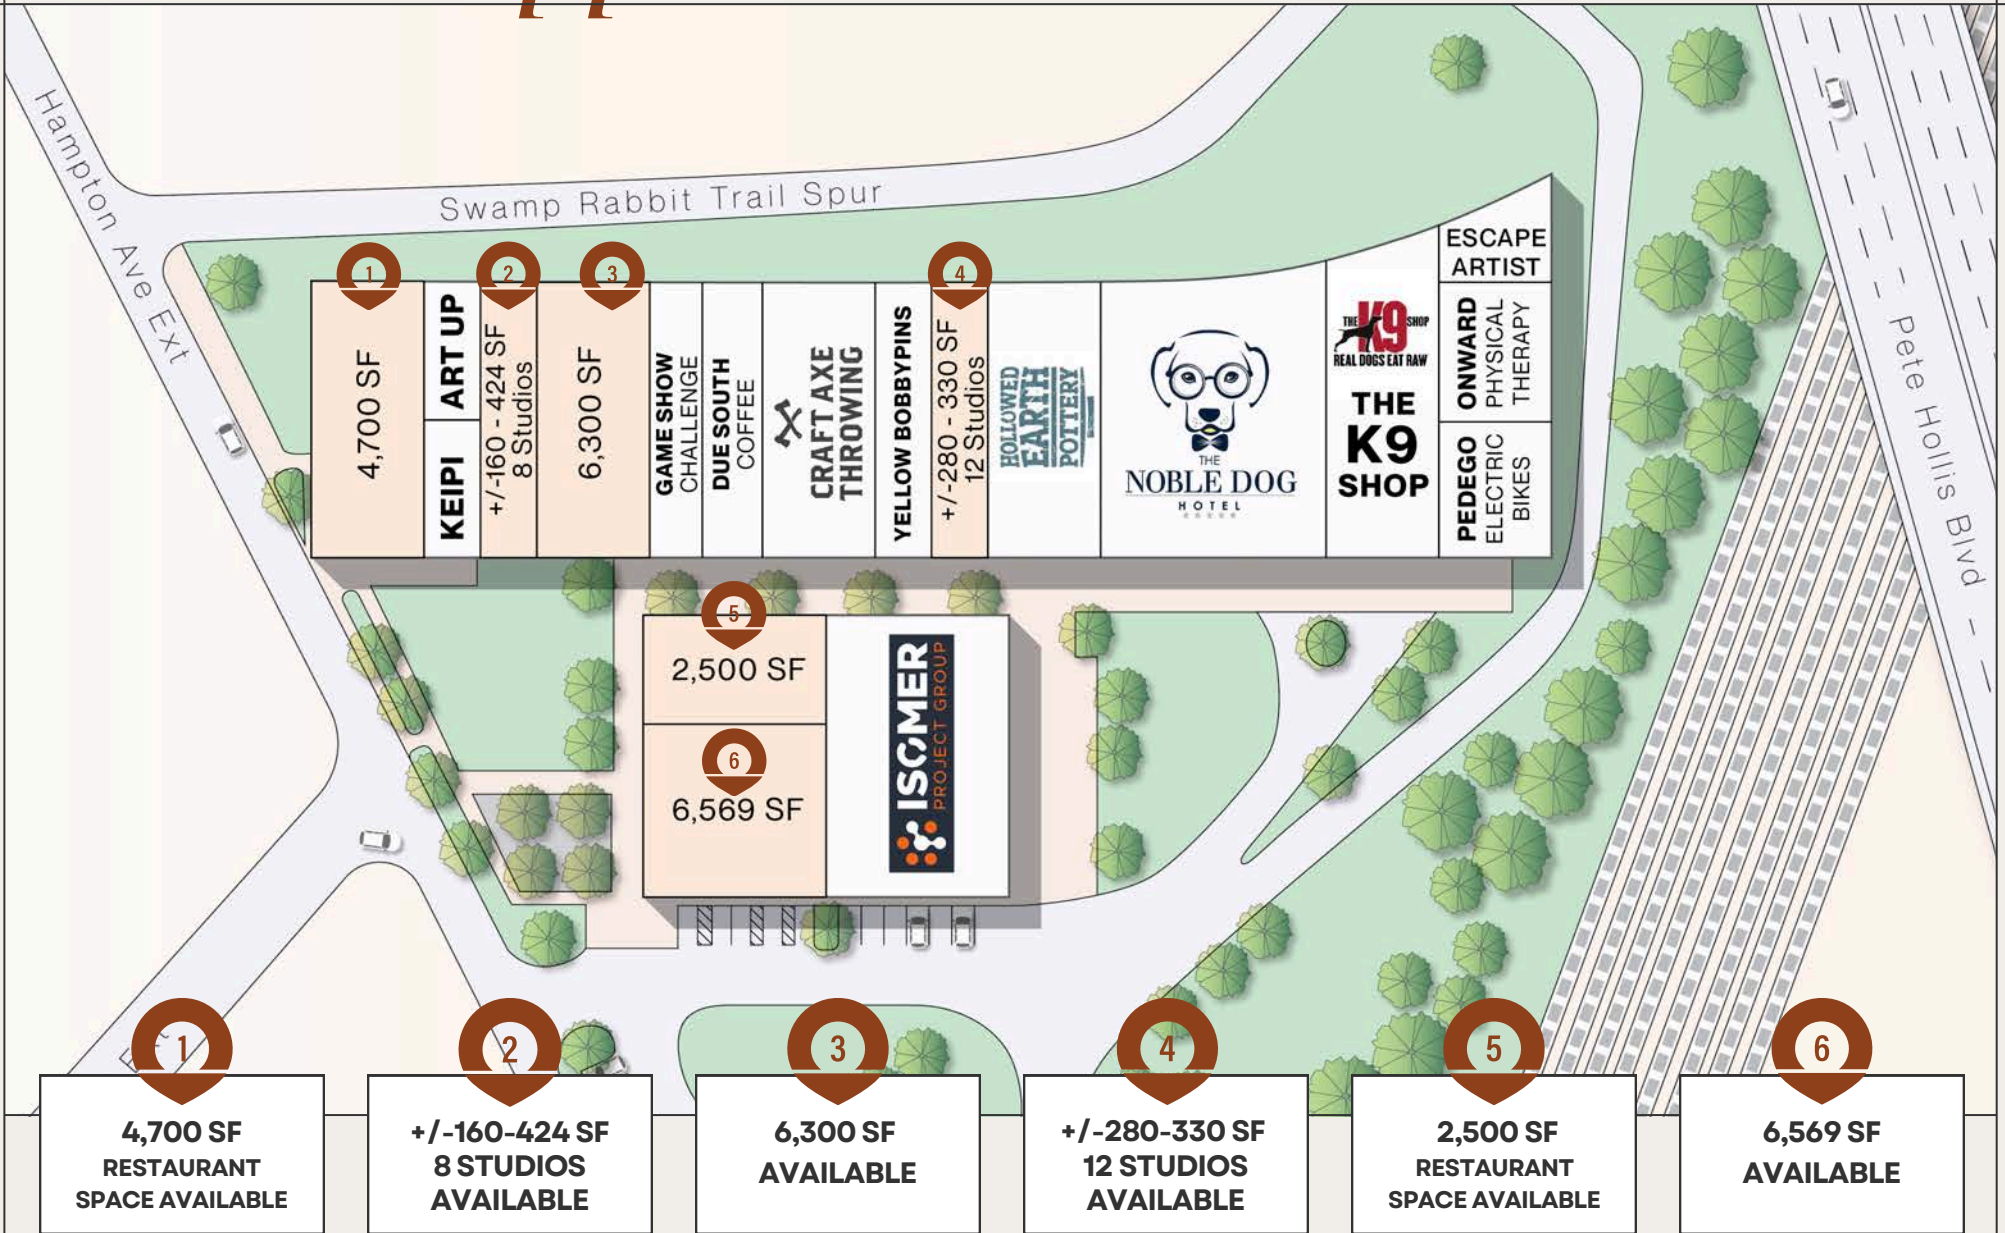 Hampton Ave Ext
Swamp Rabbit Trail Spur
Pete Hollis Blvd
1
4,700 SF
ART UP
KEIPI
2
+/-160 - 424 SF
8 Studios
3
6,300 SF
GAME SHOW
CHALLENGE
DUE SOUTH
COFFEE
CRAFT AXE
THROWING
YELLOW BOBBYPINS
4
+/-280 - 330 SF
12 Studios
HOLLOWED
EARTH
POTTERY
THE
NOBLE DOG
HOTEL
THE K9 SHOP
REAL DOGS EAT RAW
THE
K9
SHOP
ESCAPE
ARTIST
ONWARD
PHYSICAL
THERAPY
PEDEGO
ELECTRIC
BIKES
5
2,500 SF
6
6,569 SF
ISOMER
PROJECT GROUP
1
4,700 SF
RESTAURANT
SPACE AVAILABLE
2
+/-160-424 SF
8 STUDIOS
AVAILABLE
3
6,300 SF
AVAILABLE
4
+/-280-330 SF
12 STUDIOS
AVAILABLE
5
2,500 SF
RESTAURANT
SPACE AVAILABLE
6
6,569 SF
AVAILABLE